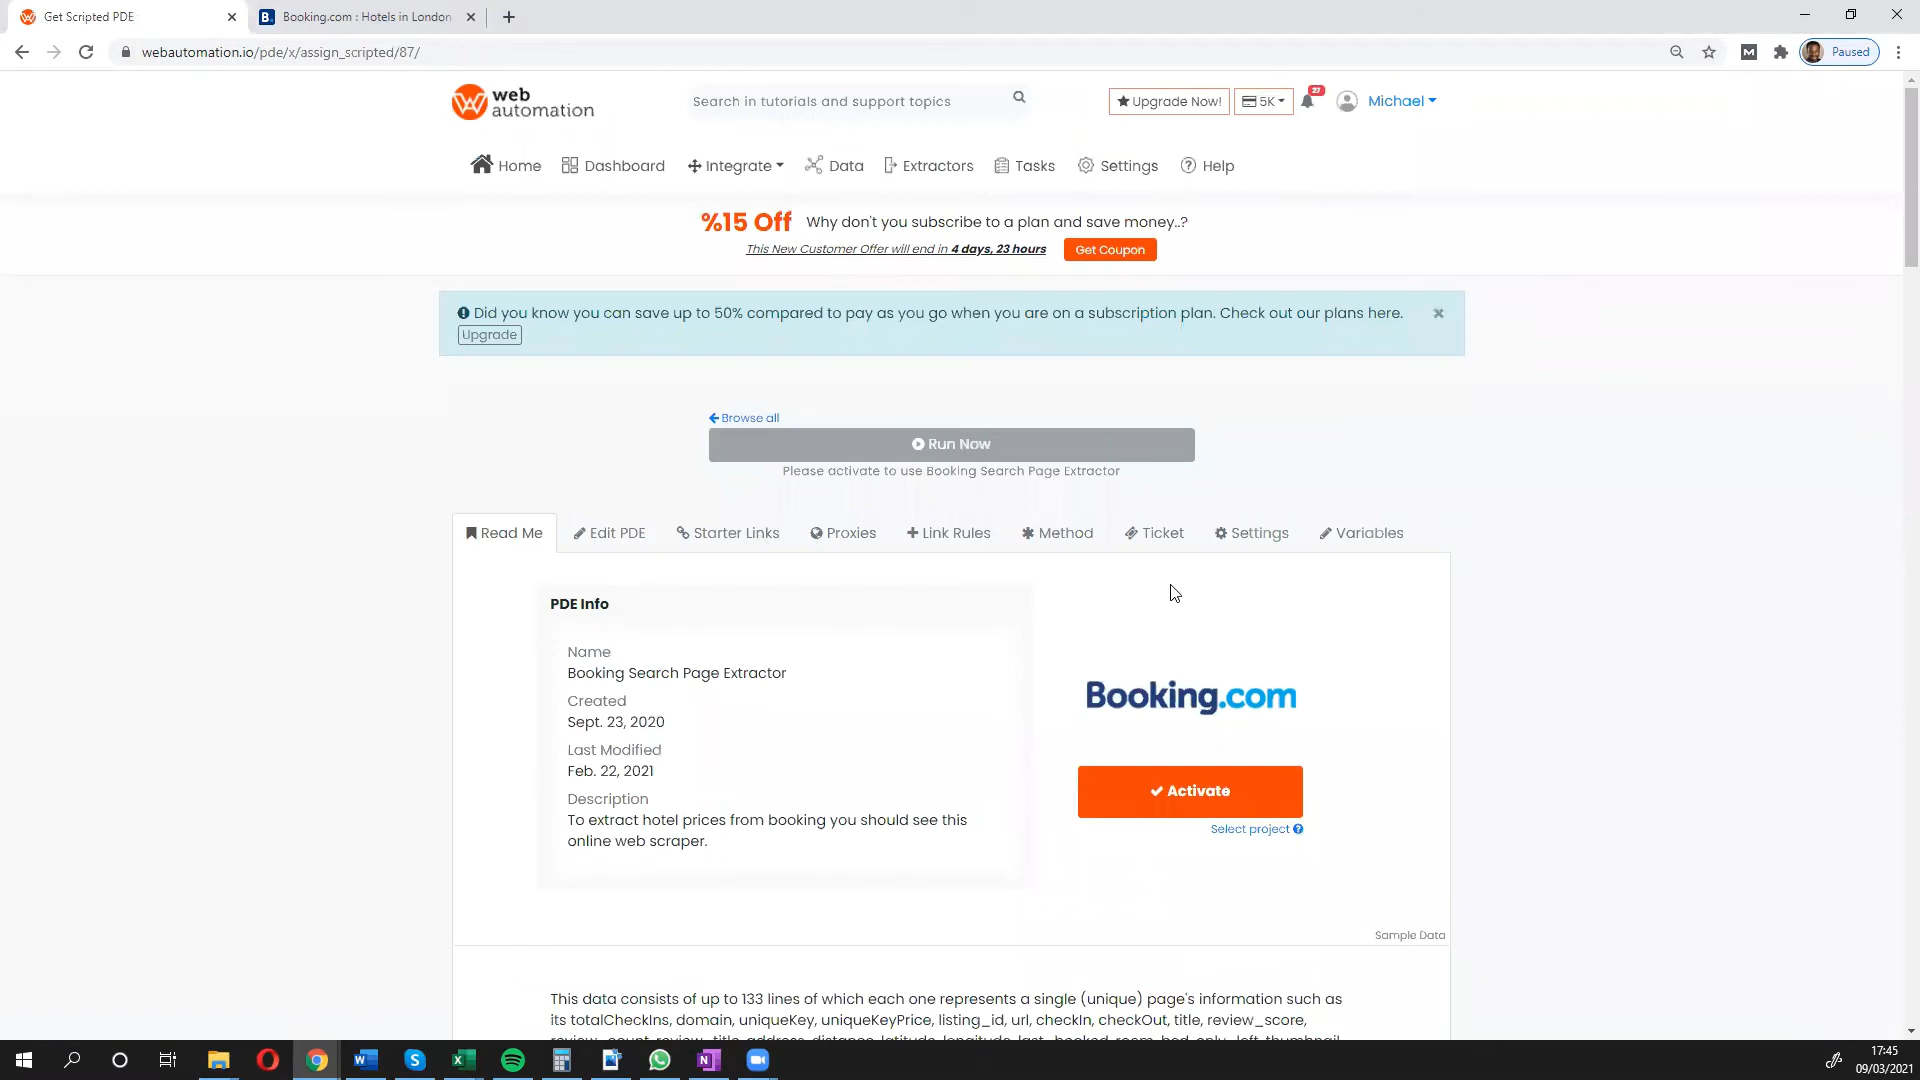 Get Scripted PDE
Booking.com : Hotels in London
webautomation.io/pde/x/assign_scripted/87/
Paused
web
automation
Search in tutorials and support topics
Upgrade Now!
5K
27
Michael
Home
Dashboard
Integrate
Data
Extractors
Tasks
Settings
Help
%15 Off Why don't you subscribe to a plan and save money..?
This New Customer Offer will end in 4 days, 23 hours
Get Coupon
Did you know you can save up to 50% compared to pay as you go when you are on a subscription plan. Check out our plans here.
Upgrade
Browse all
Run Now
Please activate to use Booking Search Page Extractor
Read Me
Edit PDE
Starter Links
Proxies
Link Rules
Method
Ticket
Settings
Variables
PDE Info
Name
Booking Search Page Extractor
Created
Sept. 23, 2020
Last Modified
Feb. 22, 2021
Description
To extract hotel prices from booking you should see this
online web scraper.
Booking.com
Activate
Select project
Sample Data
This data consists of up to 133 lines of which each one represents a single (unique) page's information such as
its totalCheckIns, domain, uniqueKey, uniqueKeyPrice, listing_id, url, checkIn, checkOut, title, review_score,
17:45
09/03/2021